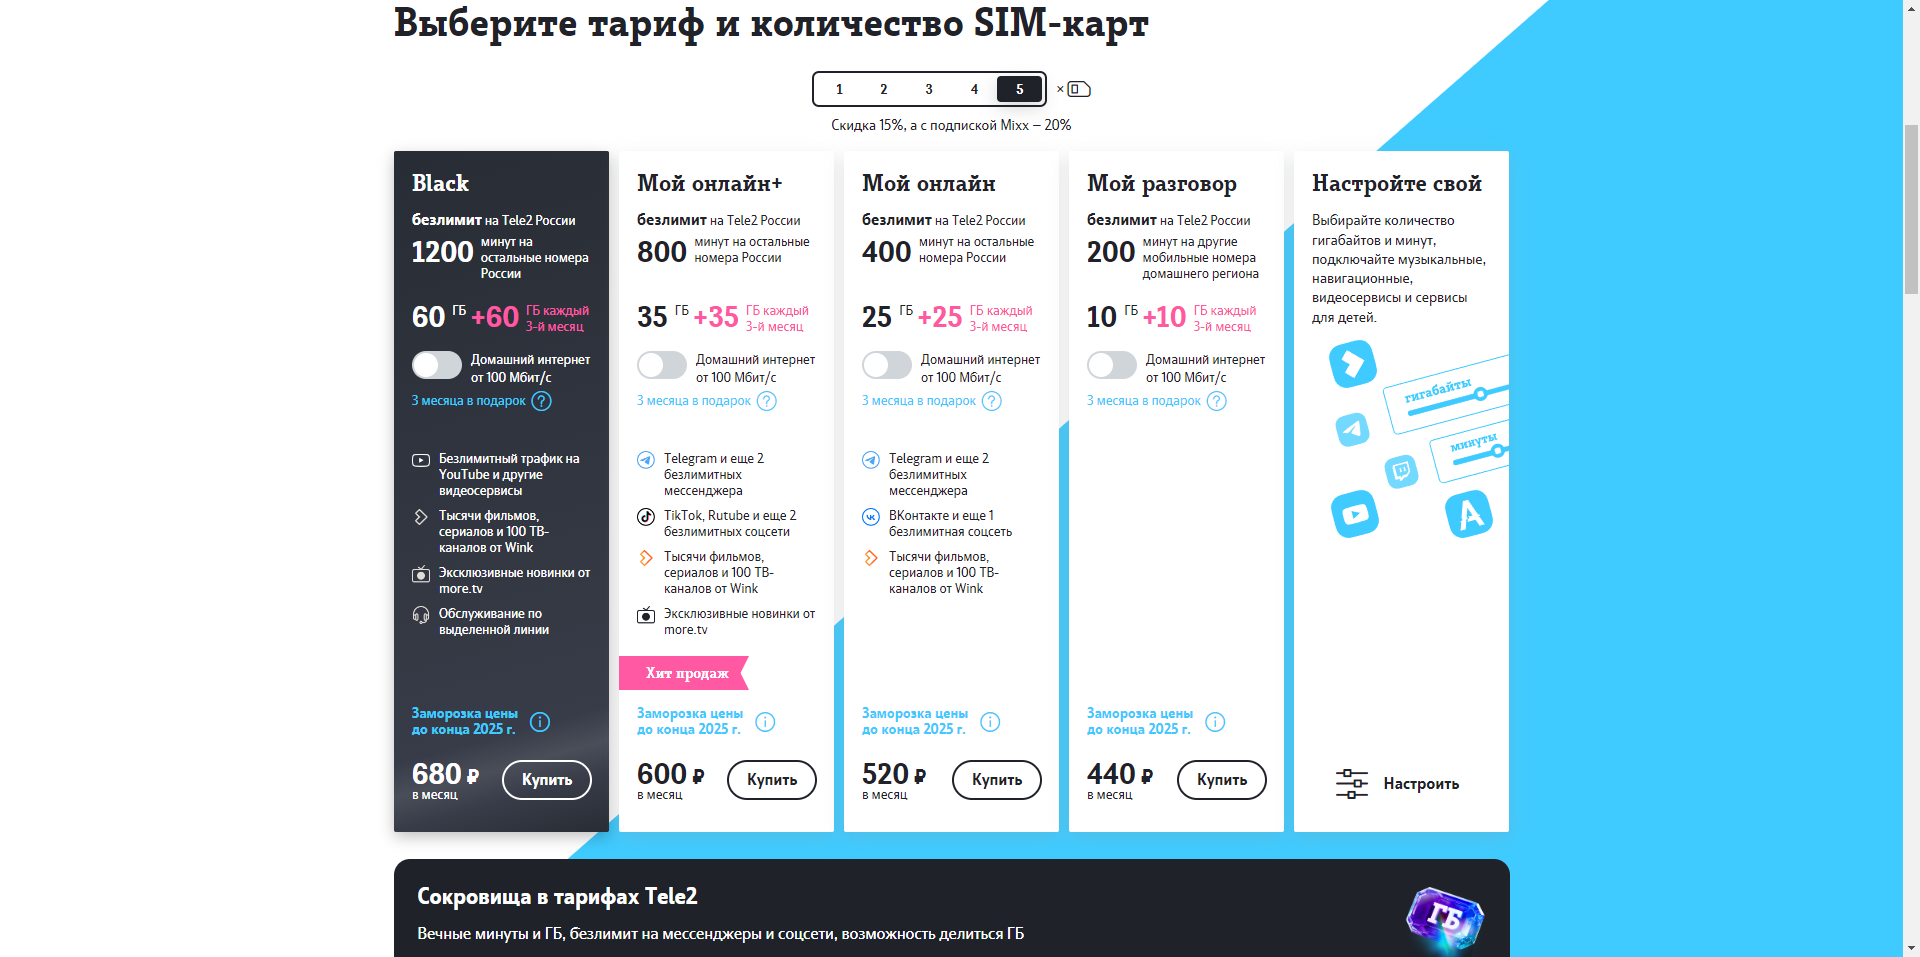 Выберите тариф и количество SIM-карт
1 2 3 4 5 ×
Скидка 15%, а с подпиской Mixx – 20%
Black
безлимит на Tele2 России
1200 минут на
остальные номера
России
60 ГБ +60 ГБ каждый
3-й месяц
Домашний интернет
от 100 Мбит/с
3 месяца в подарок ?
Безлимитный трафик на
YouTube и другие
видеосервисы
Тысячи фильмов,
сериалов и 100 ТВ-
каналов от Wink
Эксклюзивные новинки от
more.tv
Обслуживание по
выделенной линии
Заморозка цены
до конца 2025 г. i
680 ₽
в месяц
Купить
Мой онлайн+
безлимит на Tele2 России
800 минут на остальные
номера России
35 ГБ +35 ГБ каждый
3-й месяц
Домашний интернет
от 100 Мбит/с
3 месяца в подарок ?
Telegram и еще 2
безлимитных
мессенджера
TikTok, Rutube и еще 2
безлимитных соцсети
Тысячи фильмов,
сериалов и 100 ТВ-
каналов от Wink
Эксклюзивные новинки от
more.tv
Хит продаж
Заморозка цены
до конца 2025 г. i
600 ₽
в месяц
Купить
Мой онлайн
безлимит на Tele2 России
400 минут на остальные
номера России
25 ГБ +25 ГБ каждый
3-й месяц
Домашний интернет
от 100 Мбит/с
3 месяца в подарок ?
Telegram и еще 2
безлимитных
мессенджера
ВКонтакте и еще 1
безлимитная соцсеть
Тысячи фильмов,
сериалов и 100 ТВ-
каналов от Wink
Заморозка цены
до конца 2025 г. i
520 ₽
в месяц
Купить
Мой разговор
безлимит на Tele2 России
200 минут на другие
мобильные номера
домашнего региона
10 ГБ +10 ГБ каждый
3-й месяц
Домашний интернет
от 100 Мбит/с
3 месяца в подарок ?
Заморозка цены
до конца 2025 г. i
440 ₽
в месяц
Купить
Настройте свой
Выбирайте количество
гигабайтов и минут,
подключайте музыкальные,
навигационные,
видеосервисы и сервисы
для детей.
гигабайты
минуты
Настроить
Сокровища в тарифах Tele2
Вечные минуты и ГБ, безлимит на мессенджеры и соцсети, возможность делиться ГБ
ГБ